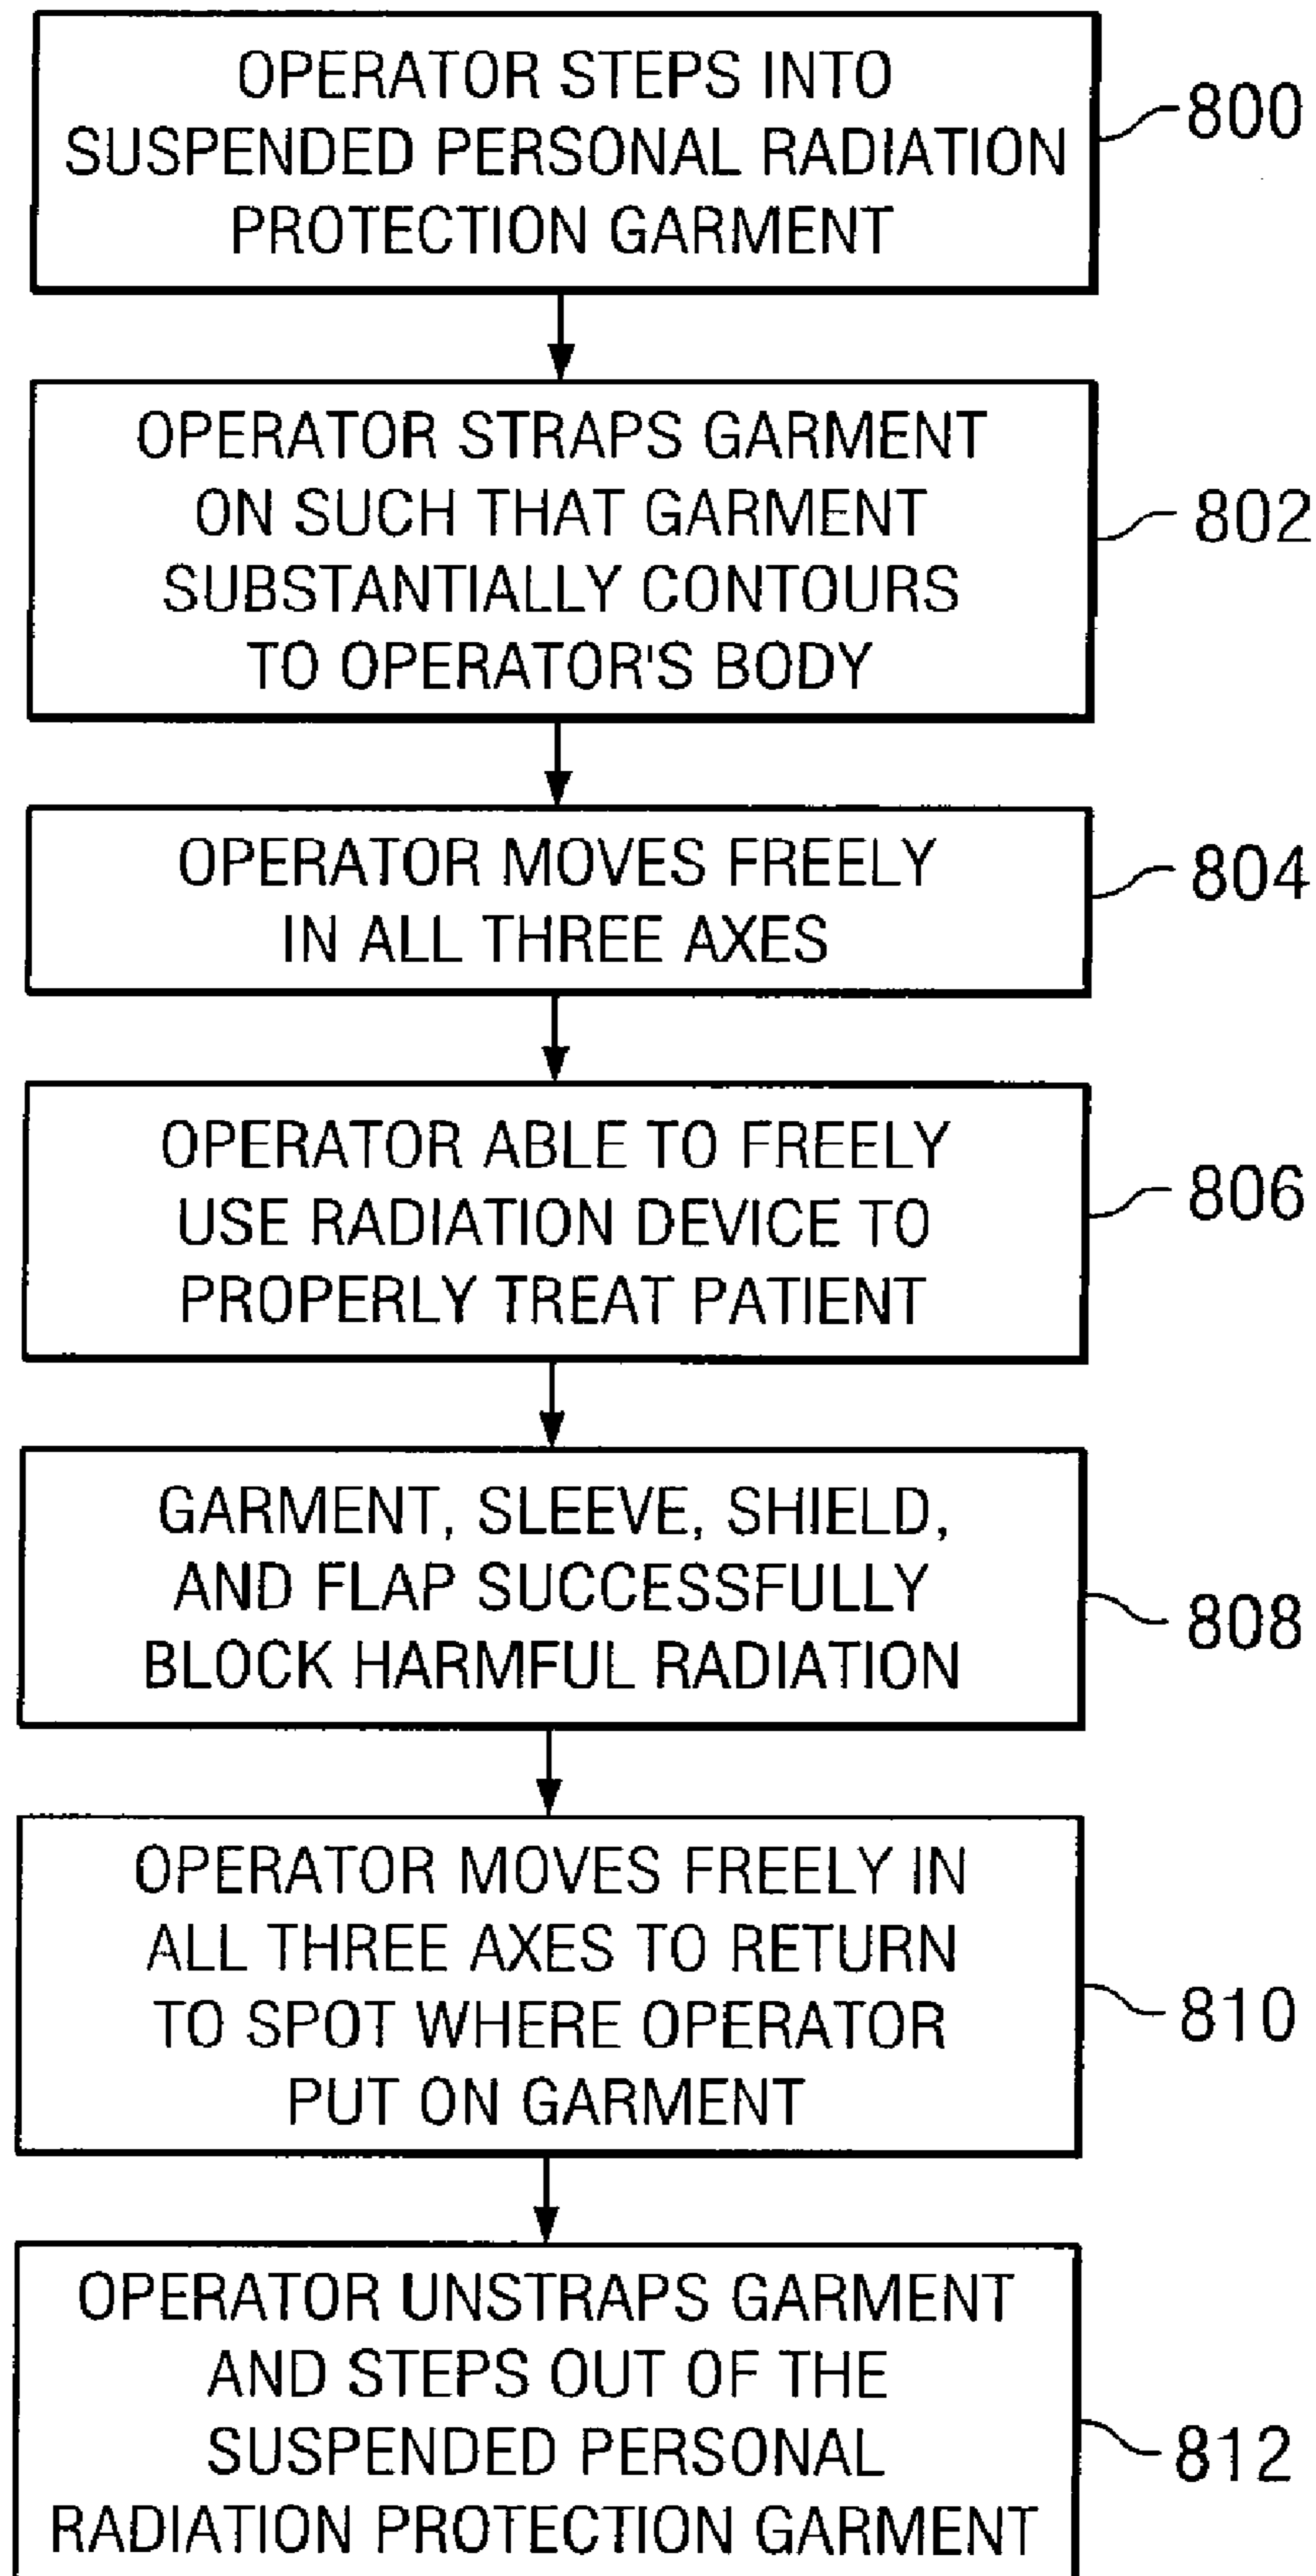 OPERATOR STEPS INTO
SUSPENDED PERSONAL RADIATION
PROTECTION GARMENT
800
OPERATOR STRAPS GARMENT
ON SUCH THAT GARMENT
SUBSTANTIALLY CONTOURS
TO OPERATOR'S BODY
802
OPERATOR MOVES FREELY
IN ALL THREE AXES
804
OPERATOR ABLE TO FREELY
USE RADIATION DEVICE TO
PROPERLY TREAT PATIENT
806
GARMENT, SLEEVE, SHIELD,
AND FLAP SUCCESSFULLY
BLOCK HARMFUL RADIATION
808
OPERATOR MOVES FREELY IN
ALL THREE AXES TO RETURN
TO SPOT WHERE OPERATOR
PUT ON GARMENT
810
OPERATOR UNSTRAPS GARMENT
AND STEPS OUT OF THE
SUSPENDED PERSONAL
RADIATION PROTECTION GARMENT
812